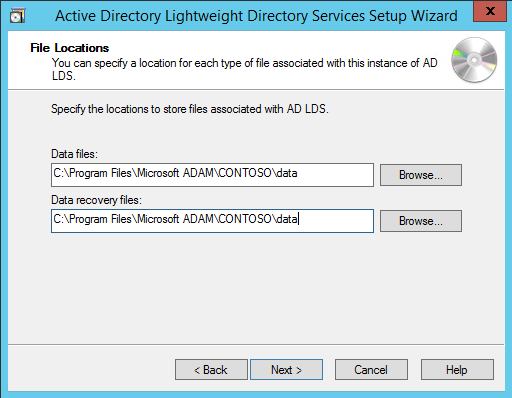 Active Directory Lightweight Directory Services Setup Wizard
x
File Locations
You can specify a location for each type of file associated with this instance of AD
LDS.
Specify the locations to store files associated with AD LDS.
Data files:
C:\Program Files\Microsoft ADAM\CONTOSO\data
Browse...
Data recovery files:
C:\Program Files\Microsoft ADAM\CONTOSO\data
Browse...
< Back
Next >
Cancel
Help